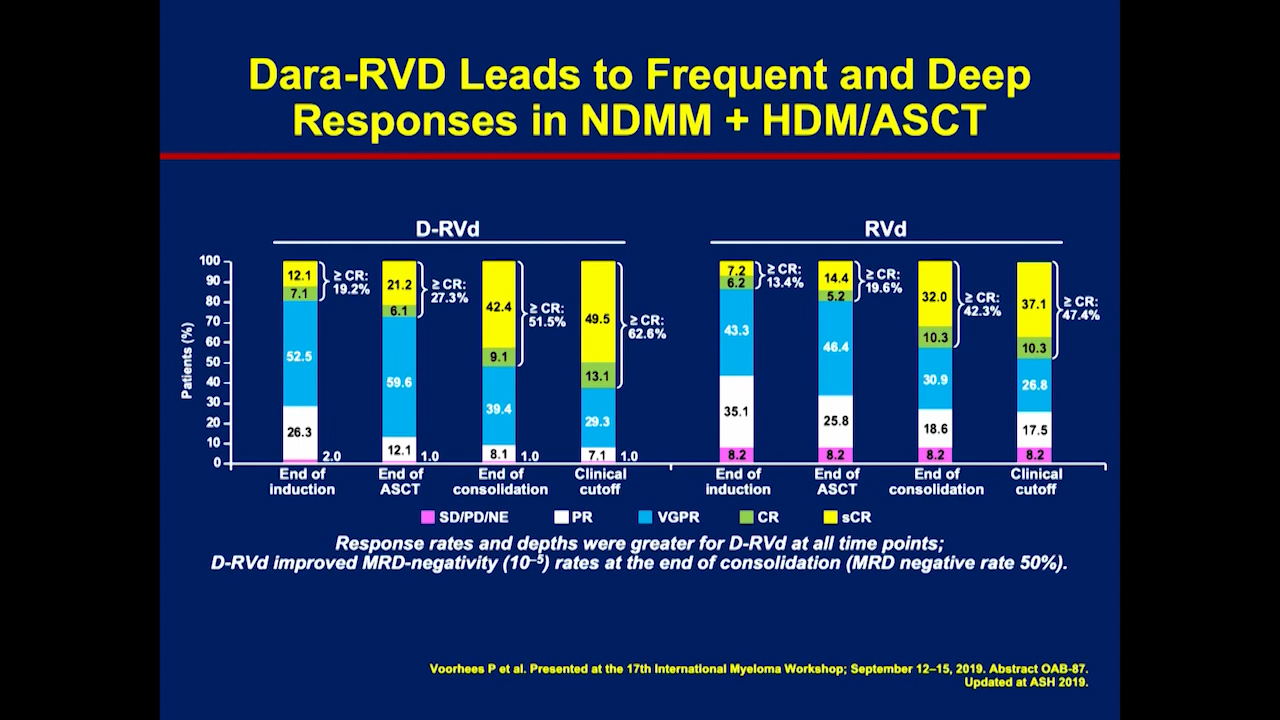 Dara-RVD Leads to Frequent and Deep
Responses in NDMM + HDM/ASCT
D-RVd
RVd
Patients (%)
100
90
80
70
60
50
40
30
20
10
0
12.1
7.1
52.5
26.3
2.0
≥ CR:
19.2%
21.2
6.1
59.6
12.1
1.0
≥ CR:
27.3%
42.4
9.1
39.4
8.1
1.0
≥ CR:
51.5%
49.5
13.1
29.3
7.1
1.0
≥ CR:
62.6%
7.2
6.2
43.3
35.1
8.2
≥ CR:
13.4%
14.4
5.2
46.4
25.8
8.2
≥ CR:
19.6%
32.0
10.3
30.9
18.6
8.2
≥ CR:
42.3%
37.1
10.3
26.8
17.5
8.2
≥ CR:
47.4%
End of
induction
End of
ASCT
End of
consolidation
Clinical
cutoff
End of
induction
End of
ASCT
End of
consolidation
Clinical
cutoff
SD/PD/NE
PR
VGPR
CR
sCR
Response rates and depths were greater for D-RVd at all time points;
D-RVd improved MRD-negativity (10⁻⁵) rates at the end of consolidation (MRD negative rate 50%).
Voorhees P et al. Presented at the 17th International Myeloma Workshop; September 12–15, 2019. Abstract OAB-87.
Updated at ASH 2019.